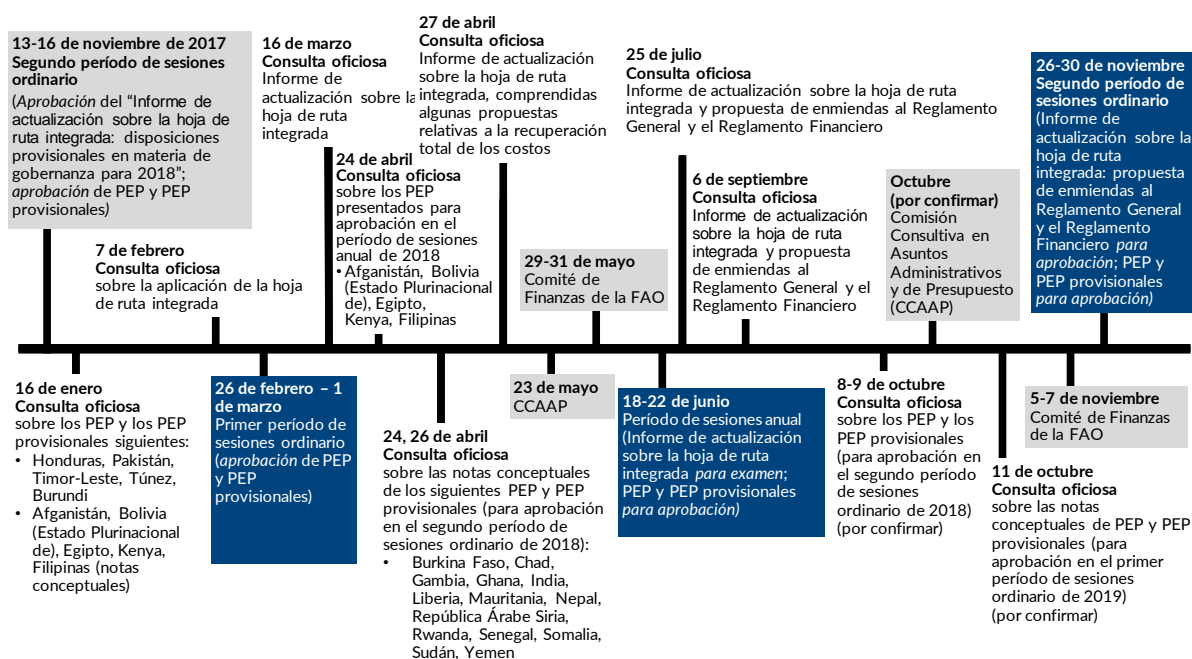 13-16 de noviembre de 2017
Segundo período de sesiones
ordinario
(Aprobación del “Informe de
actualización sobre la hoja de
ruta integrada: disposiciones
provisionales en materia de
gobernanza para 2018”;
aprobación de PEP y PEP
provisionales)
7 de febrero
Consulta oficiosa
sobre la aplicación de la hoja
de ruta integrada
16 de marzo
Consulta oficiosa
Informe de
actualización sobre la
hoja de ruta
integrada
24 de abril
Consulta oficiosa
sobre los PEP
presentados para
aprobación en el
período de sesiones
anual de 2018
• Afganistán, Bolivia
(Estado Plurinacional
de), Egipto,
Kenya, Filipinas
27 de abril
Consulta oficiosa
Informe de actualización
sobre la hoja de ruta
integrada, comprendidas
algunas propuestas
relativas a la recuperación
total de los costos
29-31 de mayo
Comité de
Finanzas de la FAO
25 de julio
Consulta oficiosa
Informe de actualización sobre la hoja de ruta
integrada y propuesta de enmiendas al Reglamento
General y el Reglamento Financiero
6 de septiembre
Consulta oficiosa
Informe de actualización
sobre la hoja de ruta
integrada y propuesta
de enmiendas al
Reglamento General y el
Reglamento Financiero
Octubre
(por confirmar)
Comisión
Consultiva en
Asuntos
Administrativos
y de Presupuesto
(CCAAP)
26-30 de noviembre
Segundo período de
sesiones ordinario
(Informe de
actualización sobre la
hoja de ruta
integrada: propuesta
de enmiendas al
Reglamento General
y el Reglamento
Financiero para
aprobación; PEP y
PEP provisionales
para aprobación)
16 de enero
Consulta oficiosa
sobre los PEP y los PEP
provisionales siguientes:
• Honduras, Pakistán,
Timor-Leste, Túnez,
Burundi
• Afganistán, Bolivia
(Estado Plurinacional
de), Egipto, Kenya,
Filipinas (notas
conceptuales)
26 de febrero – 1
de marzo
Primer período de
sesiones ordinario
(aprobación de PEP
y PEP
provisionales)
24, 26 de abril
Consulta oficiosa
sobre las notas conceptuales
de los siguientes PEP y PEP
provisionales (para aprobación
en el segundo período de
sesiones ordinario de 2018):
• Burkina Faso, Chad,
Gambia, Ghana, India,
Liberia, Mauritania, Nepal,
República Árabe Siria,
Rwanda, Senegal, Somalia,
Sudán, Yemen
23 de mayo
CCAAP
18-22 de junio
Período de sesiones anual
(Informe de actualización
sobre la hoja de ruta
integrada para examen;
PEP y PEP provisionales
para aprobación)
8-9 de octubre
Consulta oficiosa
sobre los PEP y los
PEP provisionales
(para aprobación en
el segundo período
de sesiones
ordinario de 2018)
(por confirmar)
11 de octubre
Consulta oficiosa
sobre las notas
conceptuales de PEP y PEP
provisionales (para
aprobación en el primer
período de sesiones
ordinario de 2019)
(por confirmar)
5-7 de noviembre
Comité de Finanzas
de la FAO